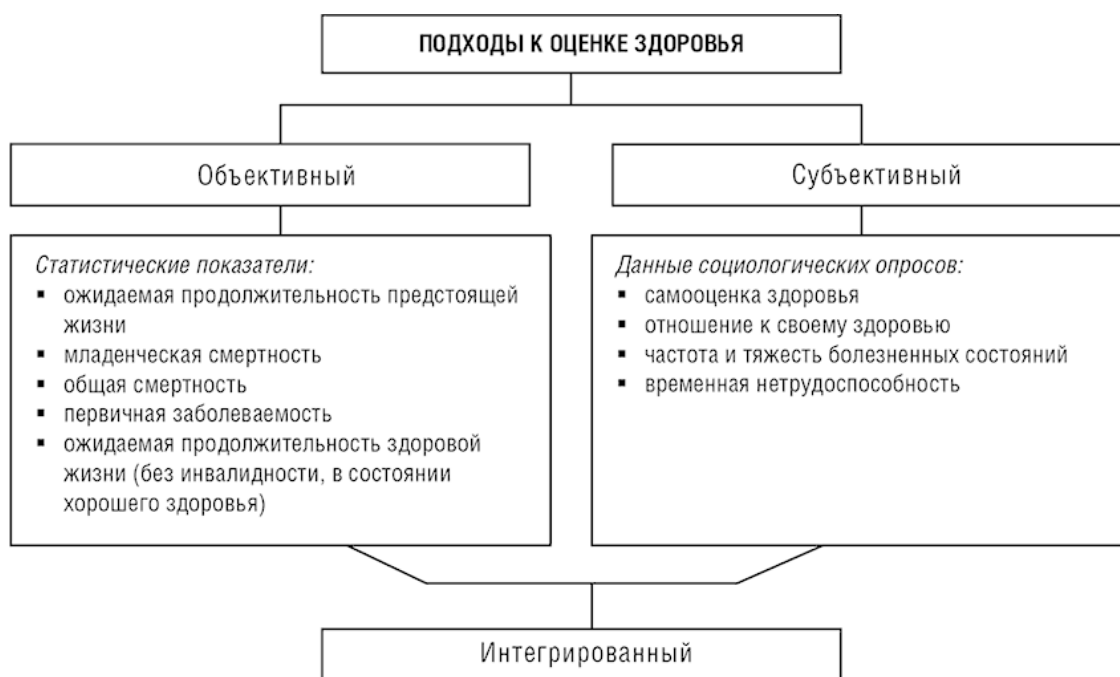 ПОДХОДЫ К ОЦЕНКЕ ЗДОРОВЬЯ
Объективный
Субъективный
Статистические показатели:
▪ ожидаемая продолжительность предстоящей
жизни
▪ младенческая смертность
▪ общая смертность
▪ первичная заболеваемость
▪ ожидаемая продолжительность здоровой
жизни (без инвалидности, в состоянии
хорошего здоровья)
Данные социологических опросов:
▪ самооценка здоровья
▪ отношение к своему здоровью
▪ частота и тяжесть болезненных состояний
▪ временная нетрудоспособность
Интегрированный